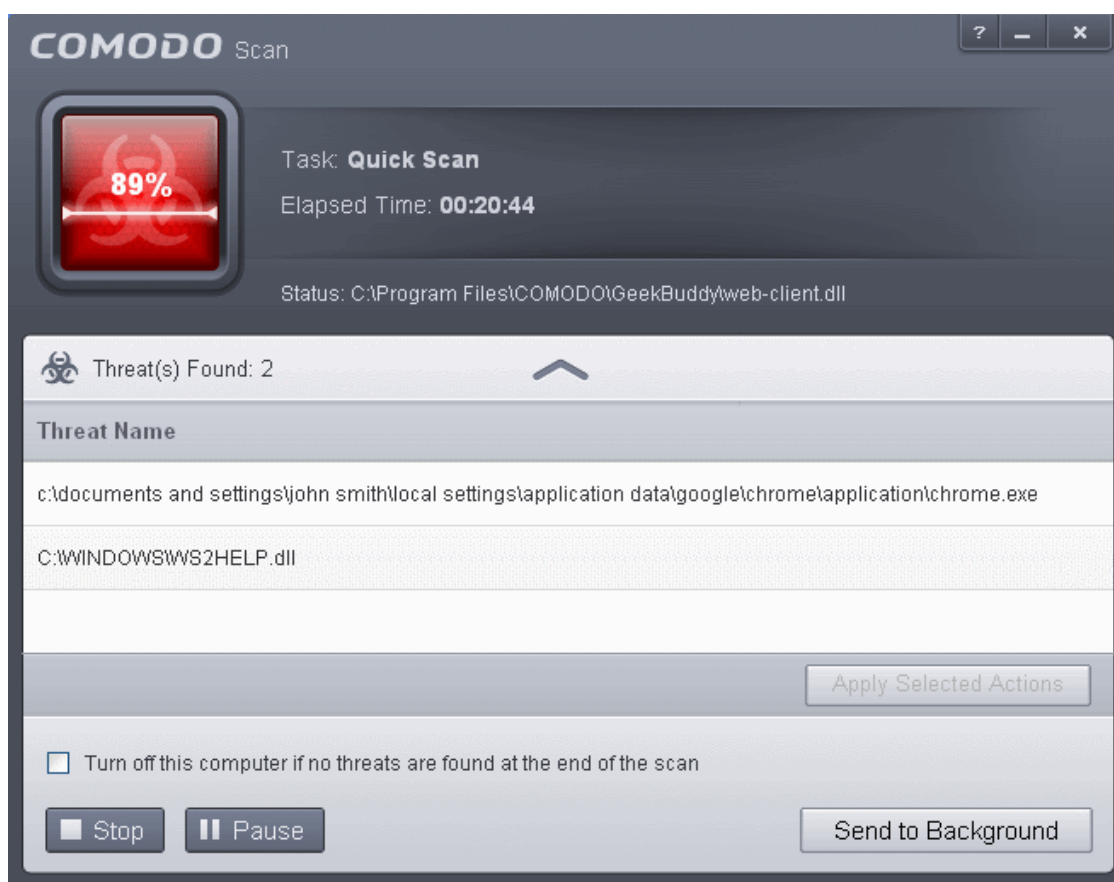 COMODO Scan
? – ×
89%
Task: Quick Scan
Elapsed Time: 00:20:44
Status: C:\Program Files\COMODO\GeekBuddy\web-client.dll
Threat(s) Found: 2
Threat Name
c:\documents and settings\john smith\local settings\application data\google\chrome\application\chrome.exe
C:\WINDOWS\WS2HELP.dll
Apply Selected Actions
Turn off this computer if no threats are found at the end of the scan
Stop
Pause
Send to Background